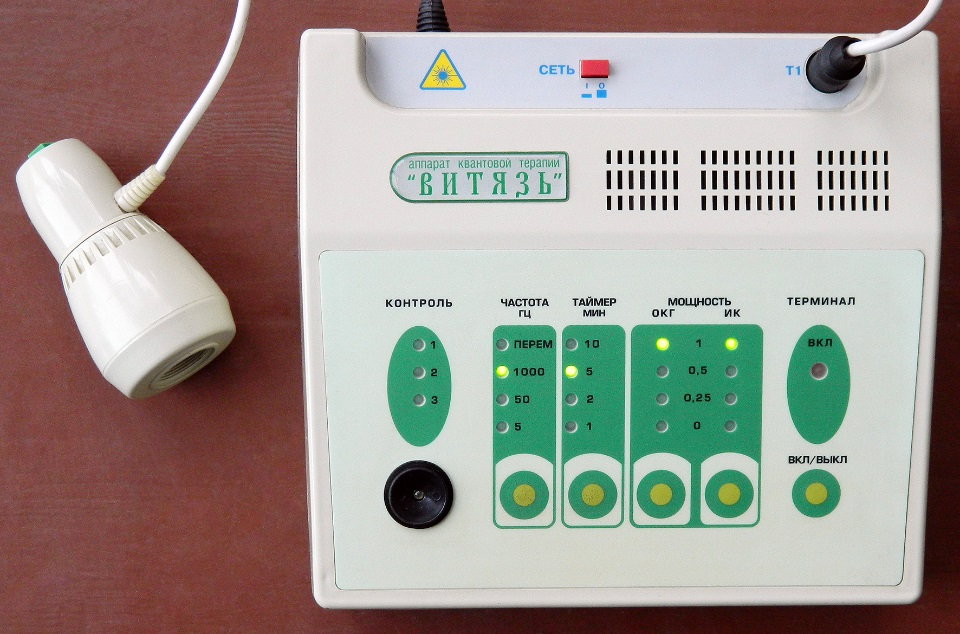 СЕТЬ
I O
T1
аппарат квантовой терапии
"ВИТЯЗЬ"
КОНТРОЛЬ
1
2
3
ЧАСТОТА
ГЦ
ПЕРЕМ
1000
50
5
ТАЙМЕР
МИН
10
5
2
1
МОЩНОСТЬ
ОКГ ИК
1
0,5
0,25
0
ТЕРМИНАЛ
ВКЛ
ВКЛ/ВЫКЛ